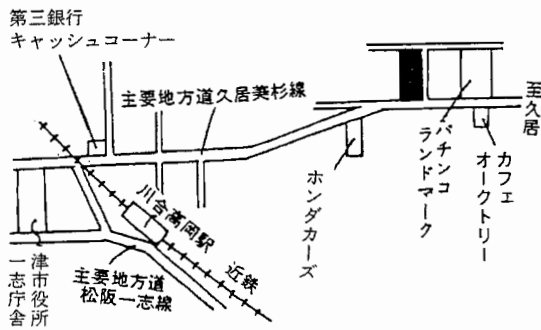 第三銀行
キャッシュコーナー
主要地方道久居美杉線
至久居
カフェ
オークトリー
パチンコ
ランドマーク
ホンダカーズ
川合高岡駅
近鉄
主要地方道
松阪一志線
津市役所
一志庁舎